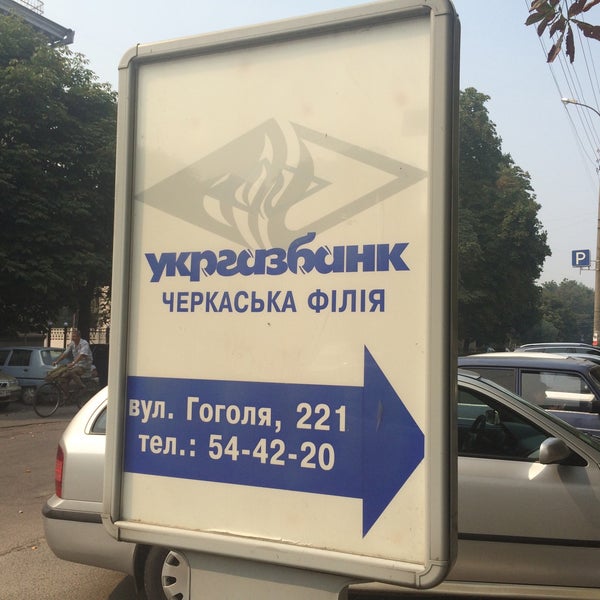 укргазбанк
ЧЕРКАСЬКА ФІЛІЯ
вул. Гоголя, 221
тел.: 54-42-20
P